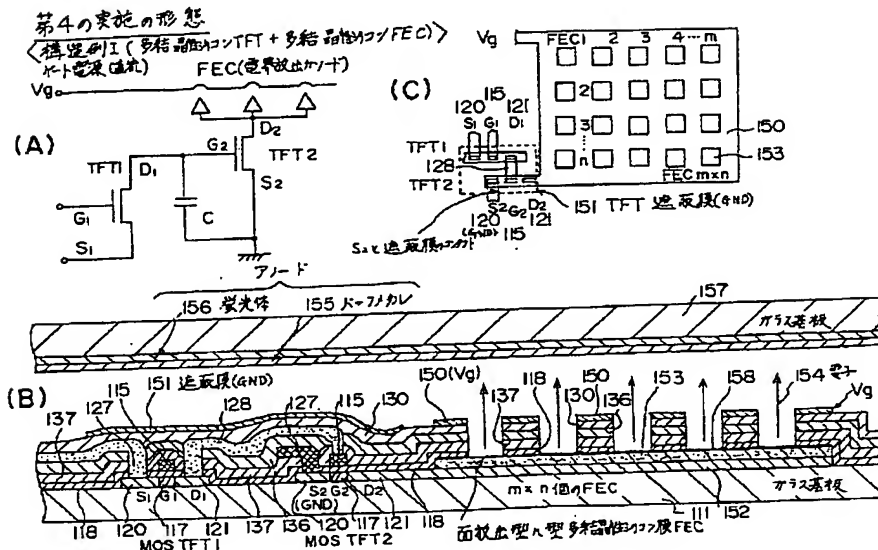 第4の実施の形態
<構造例I(多結晶性シリコンTFT+多結晶性シリコンFEC)>
ゲート電源(直流)
FEC(電界放出カソード)
Vg
(A)
D2
G2
TFT2
TFT1
D1
S2
G1
C
S1
(C)
Vg
FEC1 2 3 4…m
2
3
n
FEC m×n
150
153
115
120 121
S1 G1 D1
TFT1
128
TFT2
151 TFT 遮蔽膜(GND)
S2 G2 D2
120 121
(GND) 115
S2と遮蔽膜のコンタクト
アノード
156 蛍光体
155 バックメタル
157
ガラス基板
(B)
151 遮蔽膜(GND)
115 128 127 115 130
127
137
150(Vg) 137 118 130 150 136 153 158 154 電子
Vg
S1 G1 D1 S2 G2 D2
(GND)
m×n個のFEC
ガラス基板
118 120 117 121 137 136 120 117 121 118
111 152
面放出型n型多結晶性シリコン膜FEC
MOS TFT1 MOS TFT2